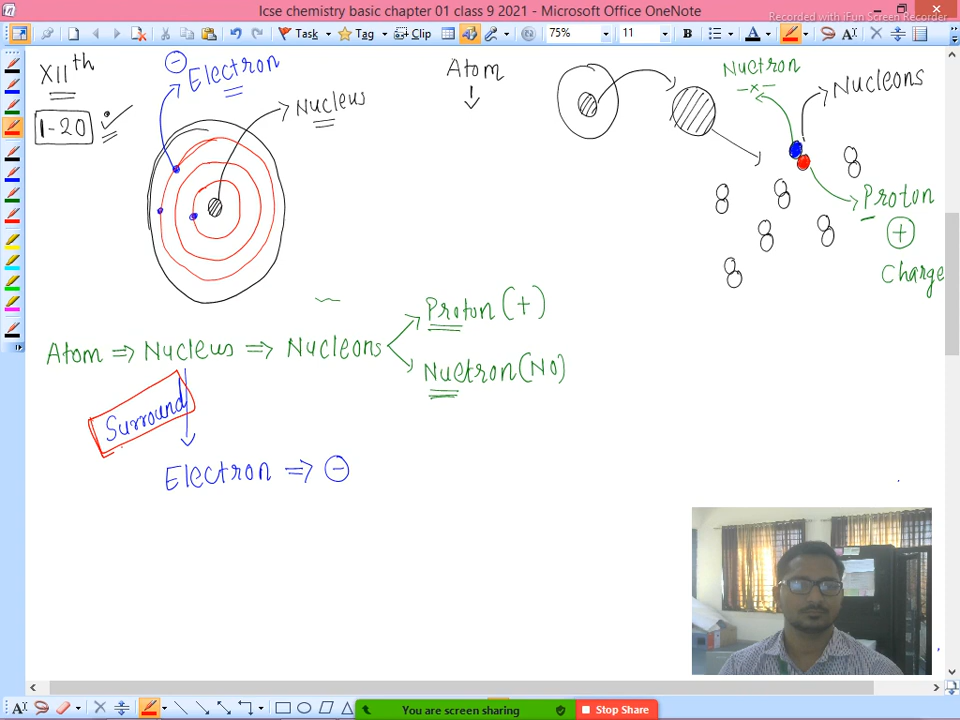 Icse chemistry basic chapter 01 class 9 2021 - Microsoft Office OneNote
Recorded with iFun Screen Recorder
Task
Tag
Clip
75%
11
B
A
XIIth
1-20
- Electron
Nucleus
Atom
Nuctron
- x -
Nucleons
Proton
+
Charge
Atom ⇒ Nucleus ⇒ Nucleons
Proton (+)
Nuctron (No)
Surround
Electron ⇒ -
You are screen sharing
Stop Share